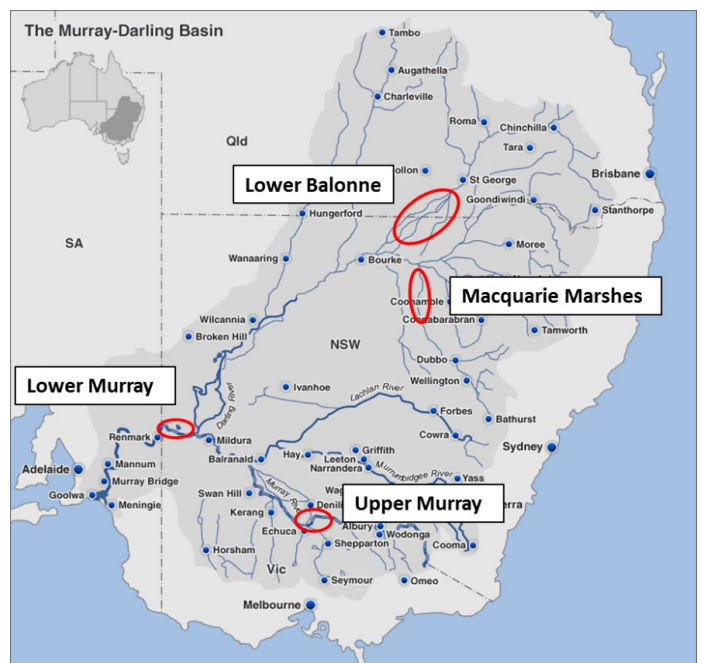 The Murray-Darling Basin
Tambo
Augathella
Charleville
Roma
Chinchilla
Tara
Qld
Brisbane
St George
Lower Balonne
Goondiwindi
Stanthorpe
Hungerford
SA
Moree
Wanaaring
Bourke
Macquarie Marshes
Coonamble
Coonabarabran
Wilcannia
Tamworth
Broken Hill
NSW
Dubbo
Lower Murray
Wellington
Ivanhoe
Lachlan River
Darling River
Forbes
Bathurst
Renmark
Mildura
Cowra
Sydney
Griffith
Hay
Leeton
Balranald
Narrandera
Murrumbidgee River
Adelaide
Mannum
Yass
Murray Bridge
Murray
Goolwa
Swan Hill
Upper Murray
Meningie
Kerang
Echuca
Albury
Wodonga
Shepparton
Cooma
Horsham
Vic
Seymour
Omeo
Melbourne